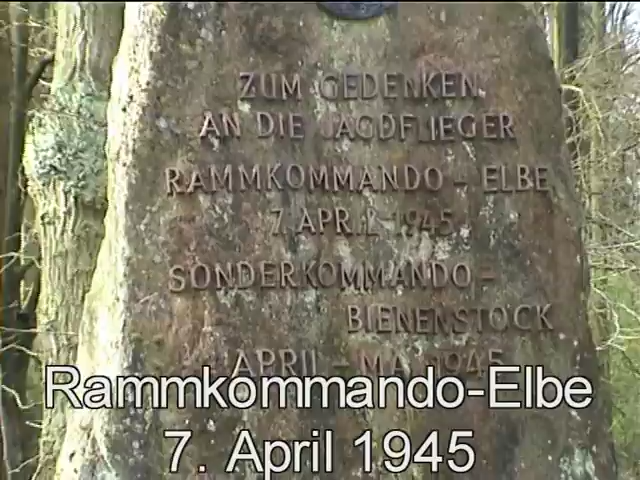 ZUM GEDENKEN
AN DIE JAGDFLIEGER
RAMMKOMMANDO - ELBE
7. APRIL 1945
SONDERKOMMANDO -
BIENENSTOCK
APRIL - MAI 1945
Rammkommando-Elbe
7. April 1945